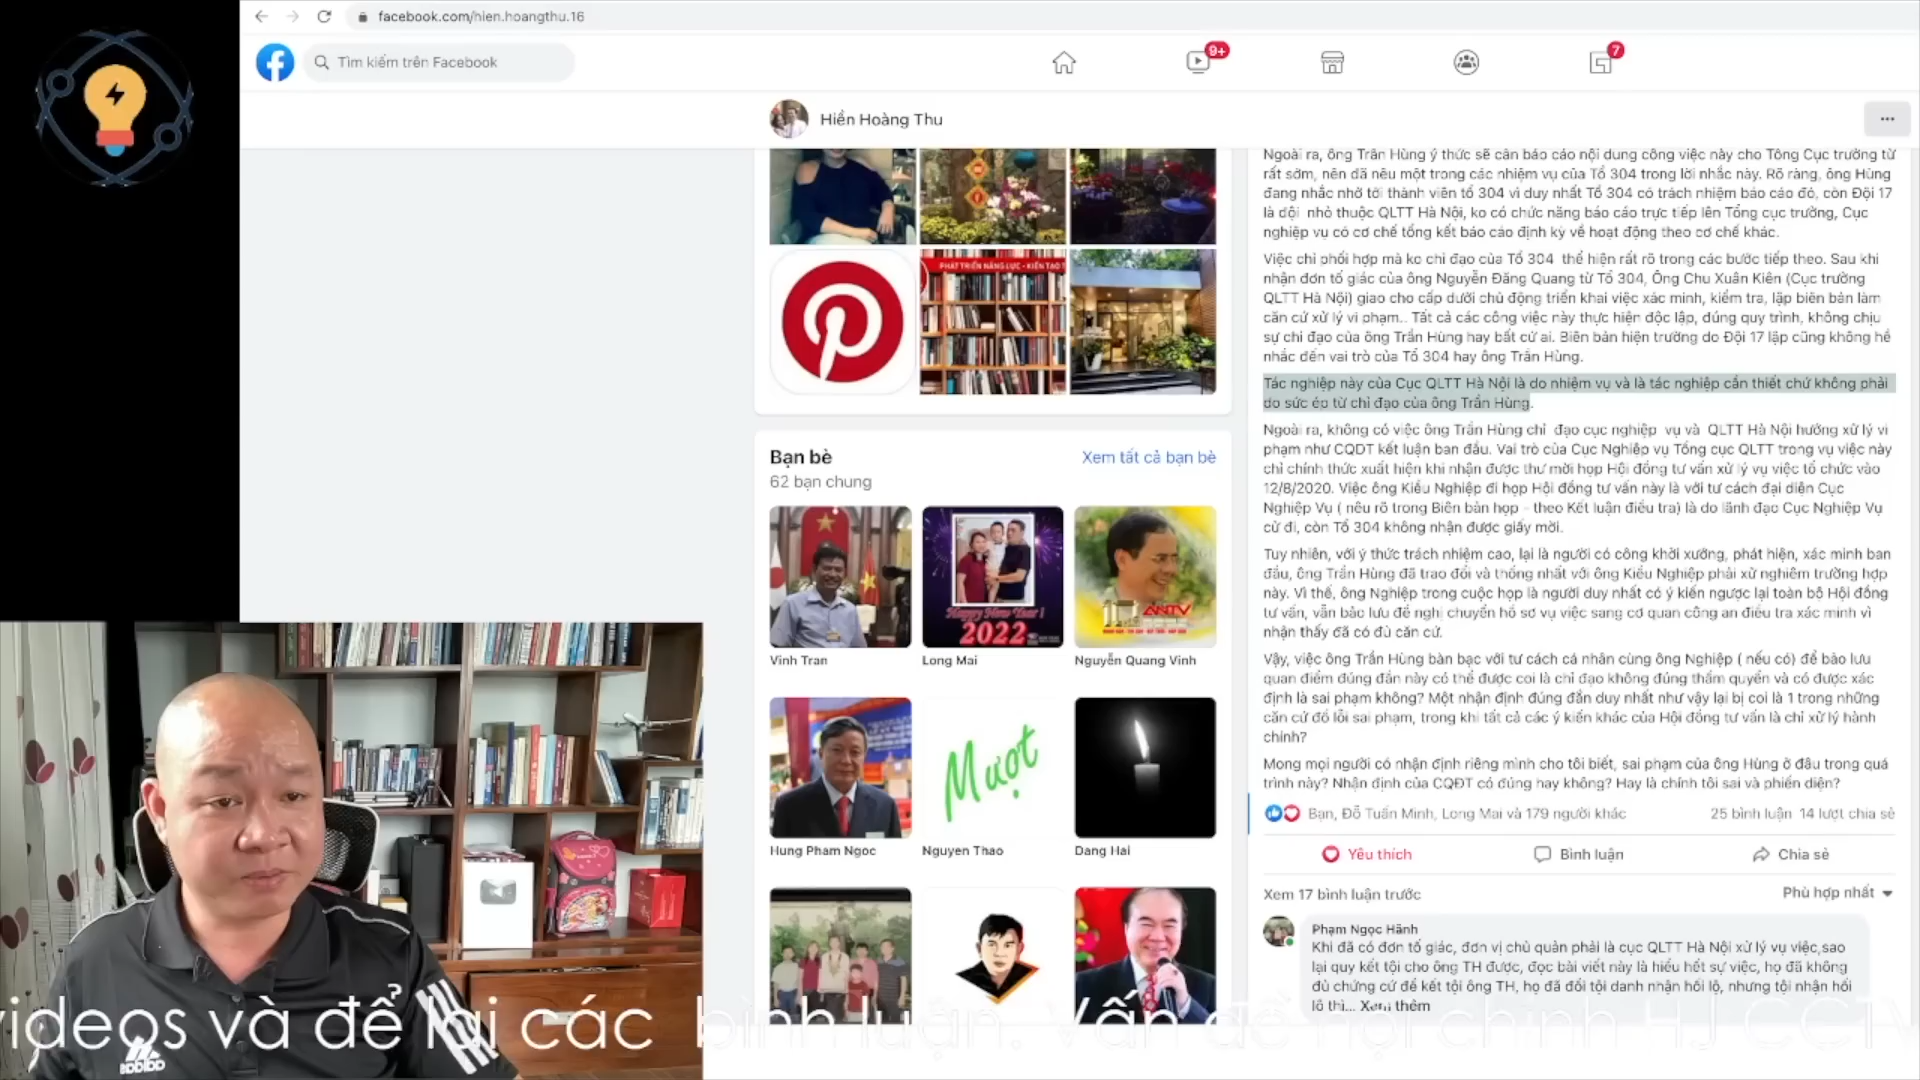 facebook.com/hien.hoangthu.16
Tìm kiếm trên Facebook
9+
7
Hiền Hoàng Thu
PHÁT TRIỂN NĂNG LỰC - KIẾN TẠO T
Bạn bè
Xem tất cả bạn bè
62 bạn chung
Happy New Year !
2022
ANTV
Vinh Tran
Long Mai
Nguyễn Quang Vinh
Mượt
Hung Pham Ngoc
Nguyen Thao
Dang Hai
Ngoài ra, ông Trần Hùng ý thức sẽ cần báo cáo nội dung công việc này cho Tổng Cục trưởng từ
rất sớm, nên đã nêu một trong các nhiệm vụ của Tổ 304 trong lời nhắc này. Rõ ràng, ông Hùng
đang nhắc nhở tới thành viên tổ 304 vì duy nhất Tổ 304 có trách nhiệm báo cáo đó, còn Đội 17
là đội nhỏ thuộc QLTT Hà Nội, ko có chức năng báo cáo trực tiếp lên Tổng cục trưởng, Cục
nghiệp vụ có cơ chế tổng kết báo cáo định kỳ về hoạt động theo cơ chế khác.
Việc chỉ phối hợp mà ko chỉ đạo của Tổ 304 thể hiện rất rõ trong các bước tiếp theo. Sau khi
nhận đơn tố giác của ông Nguyễn Đăng Quang từ Tổ 304, Ông Chu Xuân Kiên (Cục trưởng
QLTT Hà Nội) giao cho cấp dưới chủ động triển khai việc xác minh, kiểm tra, lập biên bản làm
căn cứ xử lý vi phạm.. Tất cả các công việc này thực hiện độc lập, đúng quy trình, không chịu
sự chỉ đạo của ông Trần Hùng hay bất cứ ai. Biên bản hiện trường do Đội 17 lập cũng không hề
nhắc đến vai trò của Tổ 304 hay ông Trần Hùng.
Tác nghiệp này của Cục QLTT Hà Nội là do nhiệm vụ và là tác nghiệp cần thiết chứ không phải
do sức ép từ chỉ đạo của ông Trần Hùng.
Ngoài ra, không có việc ông Trần Hùng chỉ đạo cục nghiệp vụ và QLTT Hà Nội hướng xử lý vi
phạm như CQDT kết luận ban đầu. Vai trò của Cục Nghiệp vụ Tổng cục QLTT trong vụ việc này
chỉ chính thức xuất hiện khi nhận được thư mời họp Hội đồng tư vấn xử lý vụ việc tổ chức vào
12/8/2020. Việc ông Kiều Nghiệp đi họp Hội đồng tư vấn này là với tư cách đại diện Cục
Nghiệp Vụ ( nêu rõ trong Biên bản họp - theo Kết luận điều tra) là do lãnh đạo Cục Nghiệp Vụ
cử đi, còn Tổ 304 không nhận được giấy mời.
Tuy nhiên, với ý thức trách nhiệm cao, lại là người có công khởi xướng, phát hiện, xác minh ban
đầu, ông Trần Hùng đã trao đổi và thống nhất với ông Kiều Nghiệp phải xử nghiêm trường hợp
này. Vì thế, ông Nghiệp trong cuộc họp là người duy nhất có ý kiến ngược lại toàn bộ Hội đồng
tư vấn, vẫn bảo lưu đề nghị chuyển hồ sơ vụ việc sang cơ quan công an điều tra xác minh vì
nhận thấy đã có đủ căn cứ.
Vậy, việc ông Trần Hùng bàn bạc với tư cách cá nhân cùng ông Nghiệp ( nếu có) để bảo lưu
quan điểm đúng đắn này có thể được coi là chỉ đạo không đúng thẩm quyền và có được xác
định là sai phạm không? Một nhận định đúng đắn duy nhất như vậy lại bị coi là 1 trong những
căn cứ đổ lỗi sai phạm, trong khi tất cả các ý kiến khác của Hội đồng tư vấn là chỉ xử lý hành
chính?
Mong mọi người có nhận định riêng mình cho tôi biết, sai phạm của ông Hùng ở đâu trong quá
trình này? Nhận định của CQĐT có đúng hay không? Hay là chính tôi sai và phiến diện?
Bạn, Đỗ Tuấn Minh, Long Mai và 179 người khác
25 bình luận 14 lượt chia sẻ
Yêu thích
Bình luận
Chia sẻ
Xem 17 bình luận trước
Phù hợp nhất
Phạm Ngọc Hãnh
Khi đã có đơn tố giác, đơn vị chủ quản phải là cục QLTT Hà Nội xử lý vụ việc,sao
lại quy kết tội cho ông TH được, đọc bài viết này là hiểu hết sự việc, họ đã không
đủ chứng cứ để kết tội ông TH, họ đã đổi tội danh nhận hối lộ, nhưng tội nhận hối
lộ thì... Xem thêm
videos và để lại các bình luận. Vấn đề nội chính HJ CCTV
adidas